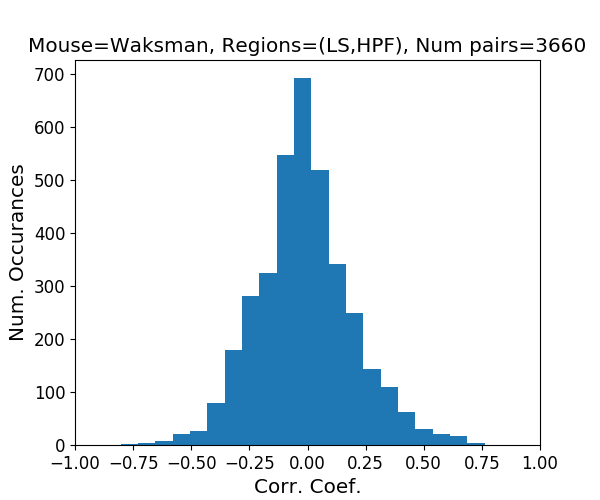 Mouse=Waksman, Regions=(LS,HPF), Num pairs=3660
700
600
500
400
300
200
100
0
Num. Occurances
−1.00 −0.75 −0.50 −0.25 0.00 0.25 0.50 0.75 1.00
Corr. Coef.